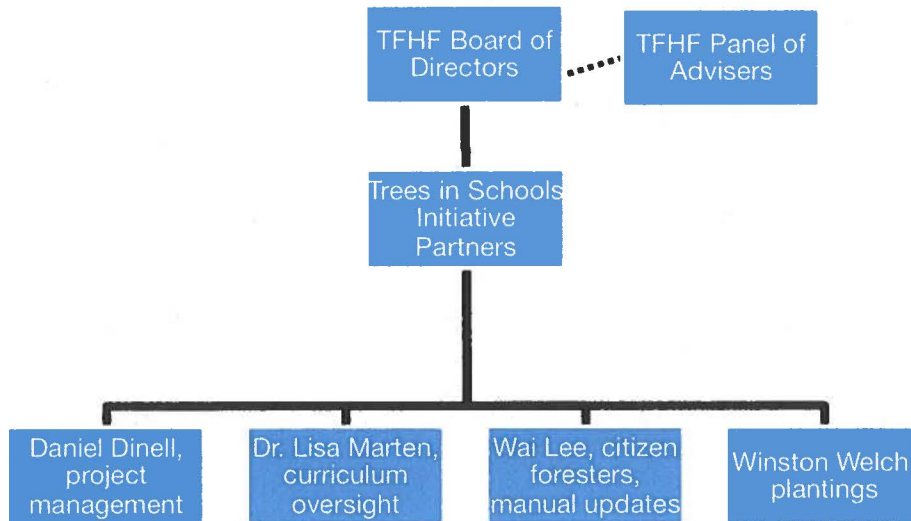 TFHF Board of
Directors
TFHF Panel of
Advisers
Trees in Schools
Initiative
Partners
Daniel Dinell,
project
management
Dr. Lisa Marten,
curriculum
oversight
Wai Lee, citizen
foresters,
manual updates
Winston Welch
plantings